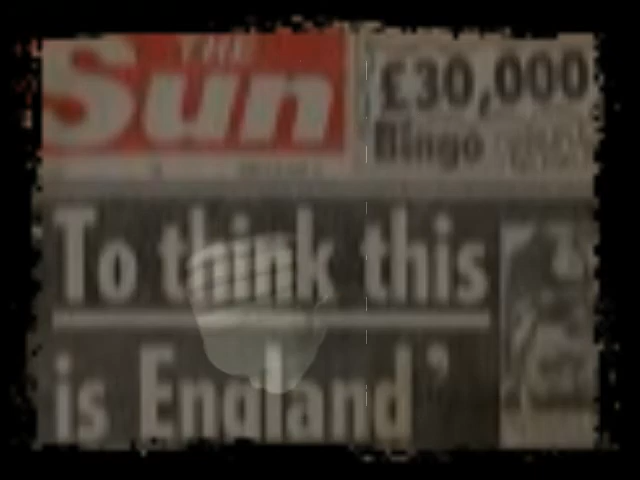 THE
Sun
£30,000
Bingo
To think this
is England'